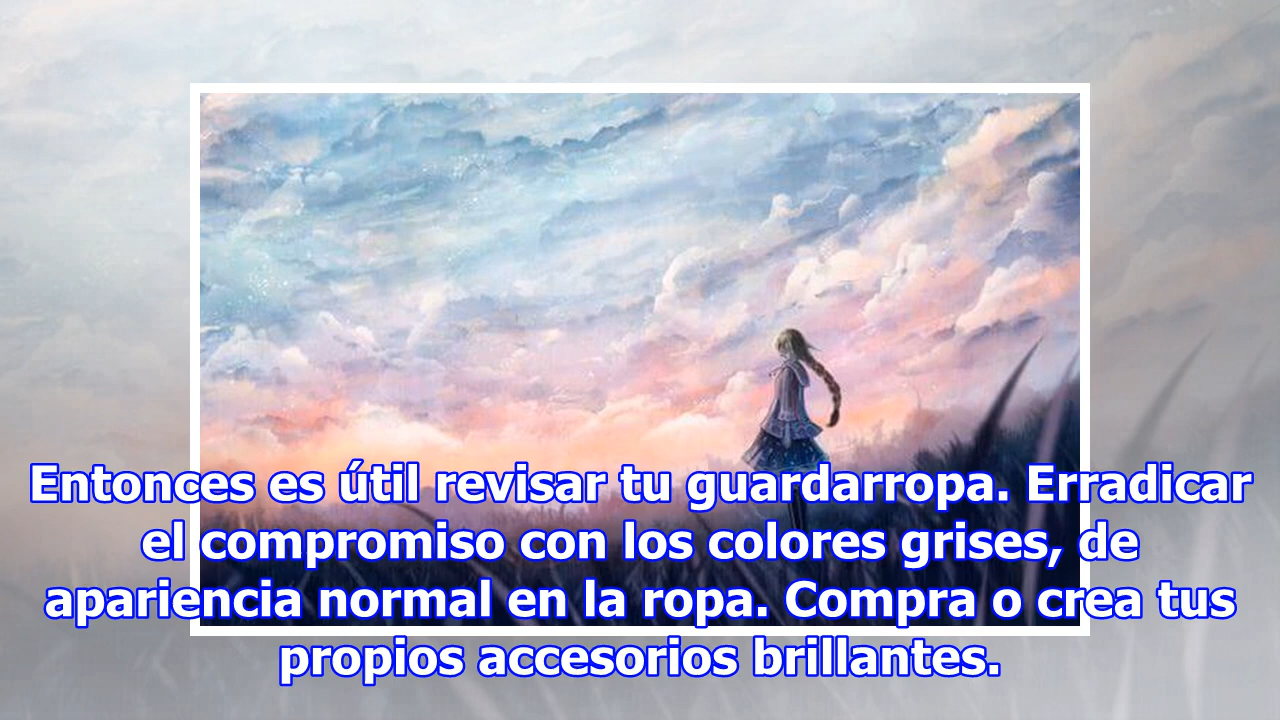 Entonces es útil revisar tu guardarropa. Erradicar
el compromiso con los colores grises, de
apariencia normal en la ropa. Compra o crea tus
propios accesorios brillantes.